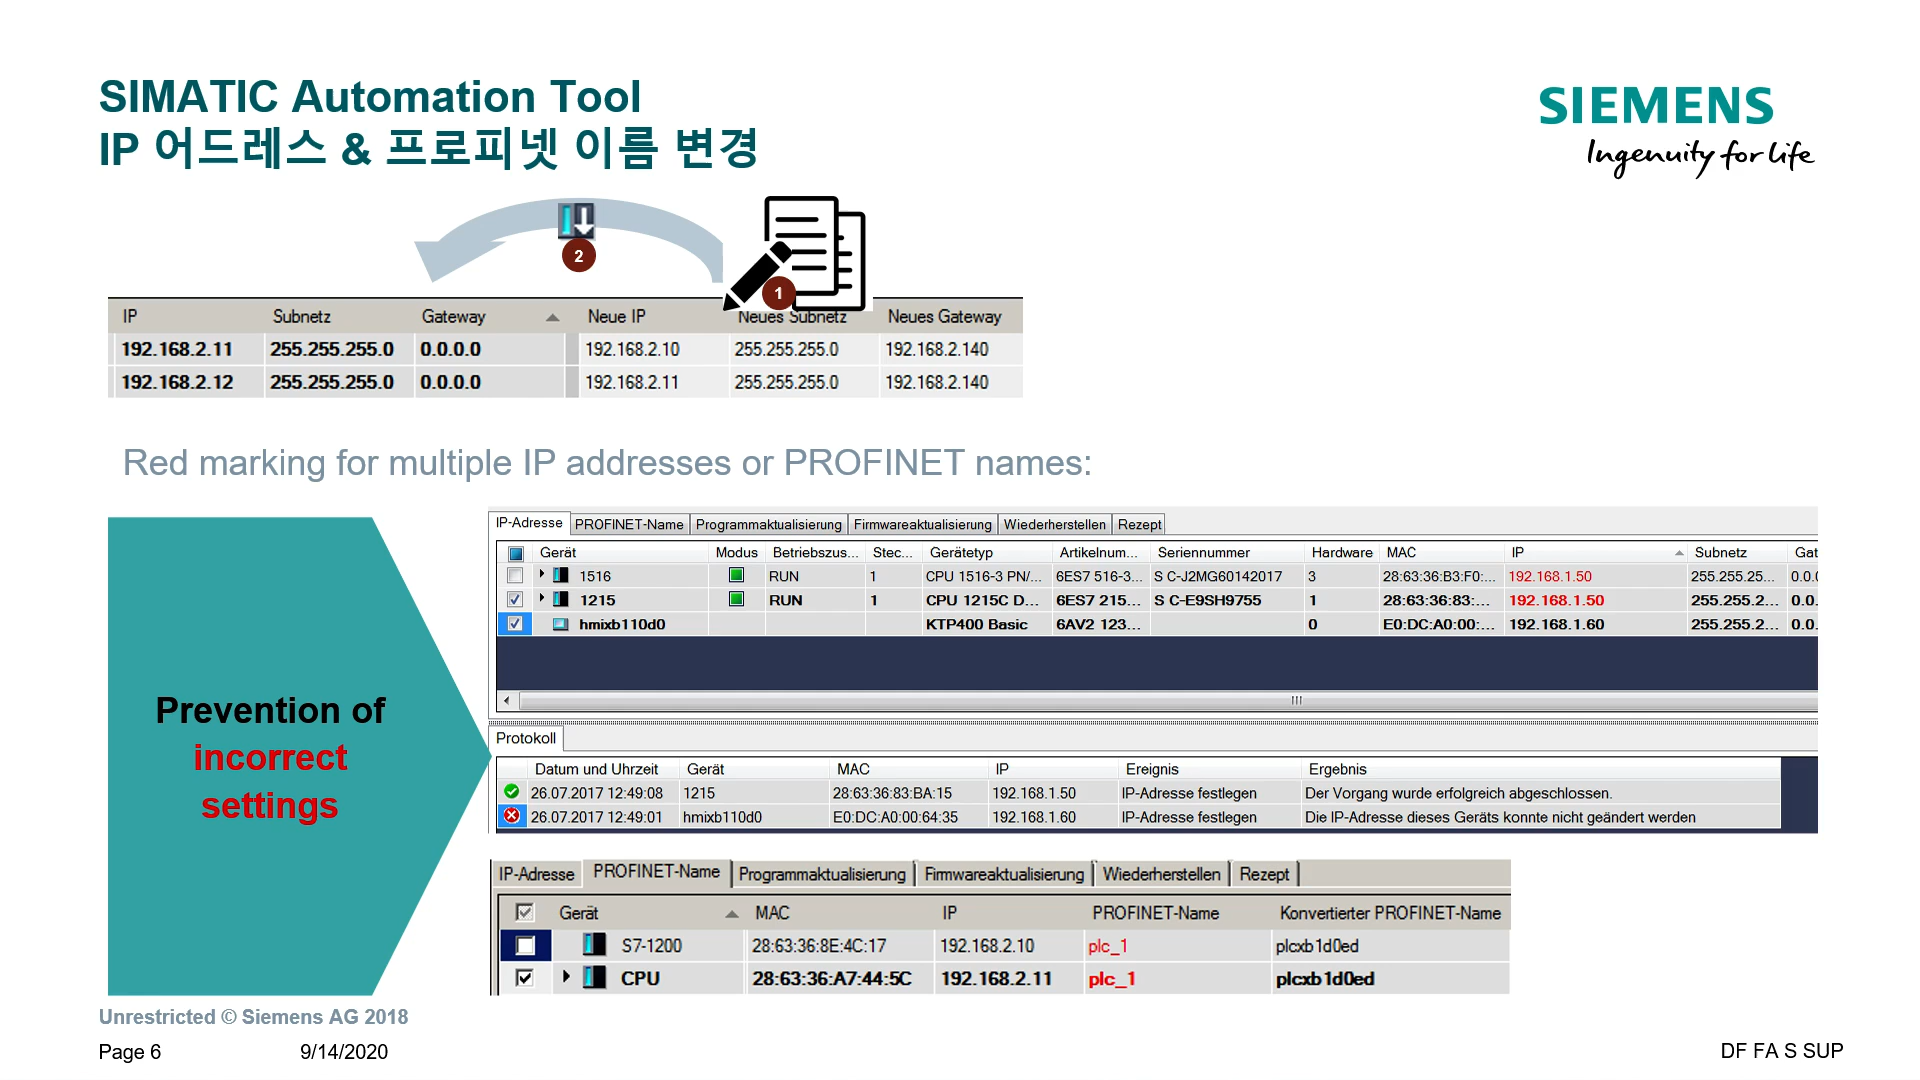 SIMATIC Automation Tool
IP 어드레스 & 프로피넷 이름 변경
SIEMENS
Ingenuity for life
2
1
IP Subnetz Gateway Neue IP Neues Subnetz Neues Gateway
192.168.2.11 255.255.255.0 0.0.0.0 192.168.2.10 255.255.255.0 192.168.2.140
192.168.2.12 255.255.255.0 0.0.0.0 192.168.2.11 255.255.255.0 192.168.2.140
Red marking for multiple IP addresses or PROFINET names:
Prevention of
incorrect
settings
IP-Adresse PROFINET-Name Programmaktualisierung Firmwareaktualisierung Wiederherstellen Rezept
Gerät Modus Betriebszus... Stec... Gerätetyp Artikelnum... Seriennummer Hardware MAC IP Subnetz Gat
1516 RUN 1 CPU 1516-3 PN/... 6ES7 516-3... S C-J2MG60142017 3 28:63:36:B3:F0:... 192.168.1.50 255.255.25... 0.0.0
1215 RUN 1 CPU 1215C D... 6ES7 215... S C-E9SH9755 1 28:63:36:83:... 192.168.1.50 255.255.2... 0.0.
hmixb110d0 KTP400 Basic 6AV2 123... 0 E0:DC:A0:00:... 192.168.1.60 255.255.2... 0.0.
Protokoll
Datum und Uhrzeit Gerät MAC IP Ereignis Ergebnis
26.07.2017 12:49:08 1215 28:63:36:83:BA:15 192.168.1.50 IP-Adresse festlegen Der Vorgang wurde erfolgreich abgeschlossen.
26.07.2017 12:49:01 hmixb110d0 E0:DC:A0:00:64:35 192.168.1.60 IP-Adresse festlegen Die IP-Adresse dieses Geräts konnte nicht geändert werden
IP-Adresse PROFINET-Name Programmaktualisierung Firmwareaktualisierung Wiederherstellen Rezept
Gerät MAC IP PROFINET-Name Konvertierter PROFINET-Name
S7-1200 28:63:36:8E:4C:17 192.168.2.10 plc_1 plcxb1d0ed
CPU 28:63:36:A7:44:5C 192.168.2.11 plc_1 plcxb1d0ed
Unrestricted © Siemens AG 2018
Page 6 9/14/2020 DF FA S SUP